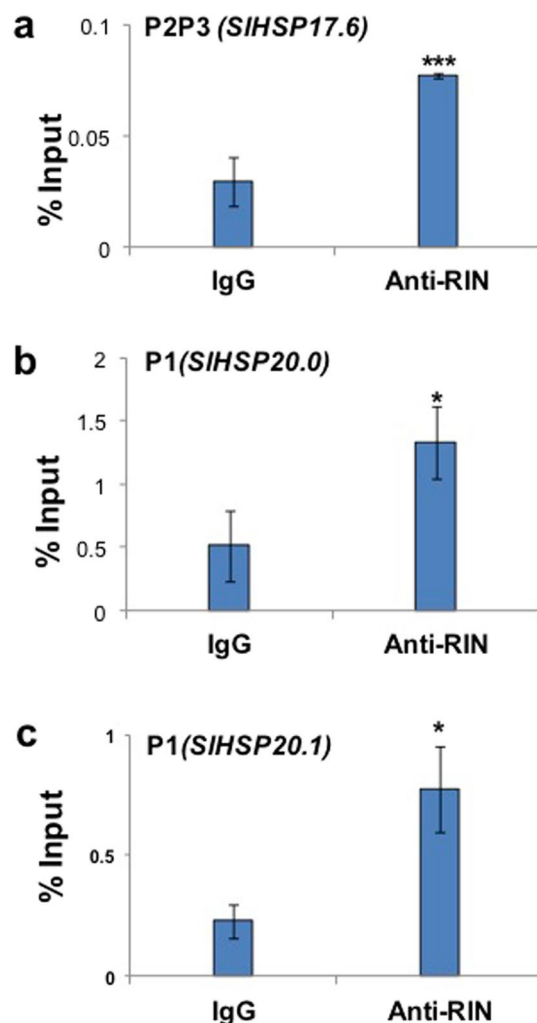 a
P2P3 (SlHSP17.6)
% Input
0.1
0.05
0
***
IgG
Anti-RIN
b
P1(SlHSP20.0)
% Input
2
1.5
1
0.5
0
*
IgG
Anti-RIN
c
P1(SlHSP20.1)
% Input
1
0.5
0
*
IgG
Anti-RIN